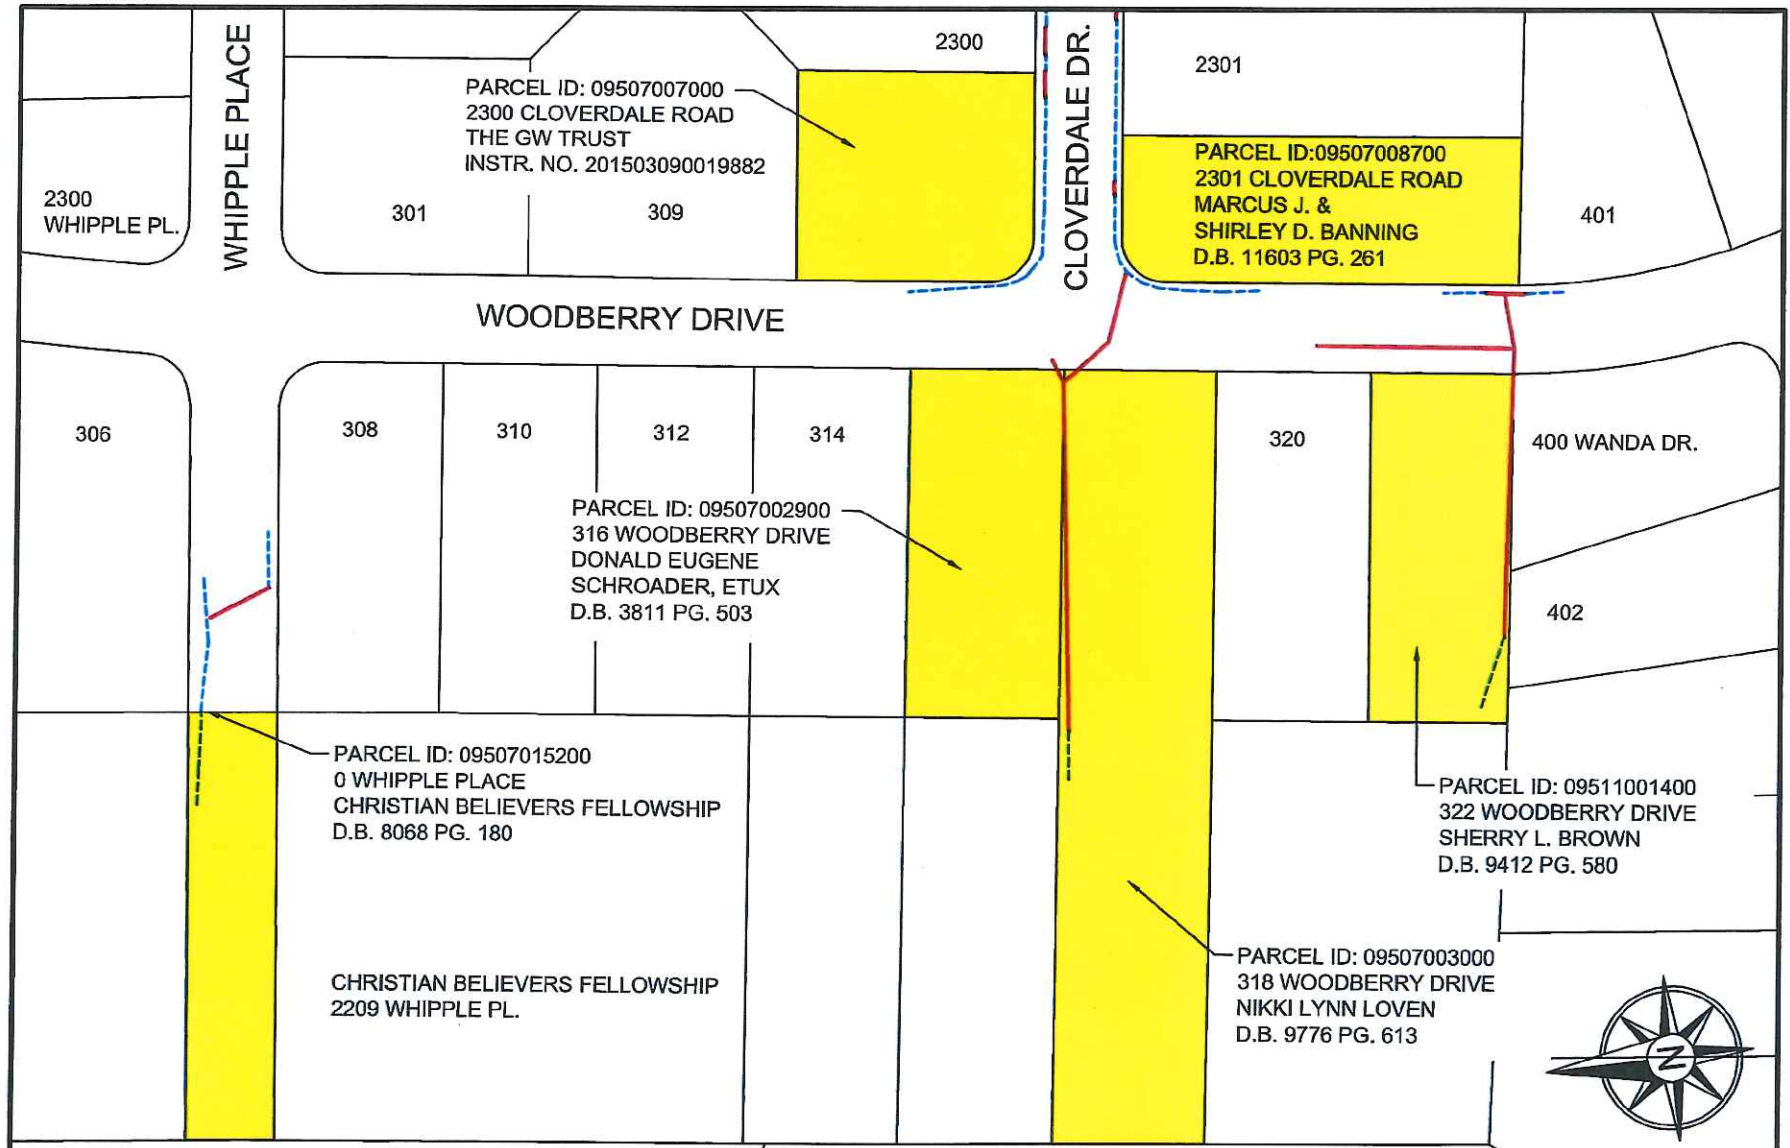 WHIPPLE PLACE
CLOVERDALE DR.
2300
2301
PARCEL ID: 09507007000
2300 CLOVERDALE ROAD
THE GW TRUST
INSTR. NO. 201503090019882
PARCEL ID:09507008700
2301 CLOVERDALE ROAD
MARCUS J. &
SHIRLEY D. BANNING
D.B. 11603 PG. 261
2300
WHIPPLE PL.
301
309
401
WOODBERRY DRIVE
306
308
310
312
314
320
400 WANDA DR.
PARCEL ID: 09507002900
316 WOODBERRY DRIVE
DONALD EUGENE
SCHROADER, ETUX
D.B. 3811 PG. 503
402
PARCEL ID: 09507015200
0 WHIPPLE PLACE
CHRISTIAN BELIEVERS FELLOWSHIP
D.B. 8068 PG. 180
PARCEL ID: 09511001400
322 WOODBERRY DRIVE
SHERRY L. BROWN
D.B. 9412 PG. 580
CHRISTIAN BELIEVERS FELLOWSHIP
2209 WHIPPLE PL.
PARCEL ID: 09507003000
318 WOODBERRY DRIVE
NIKKI LYNN LOVEN
D.B. 9776 PG. 613
N